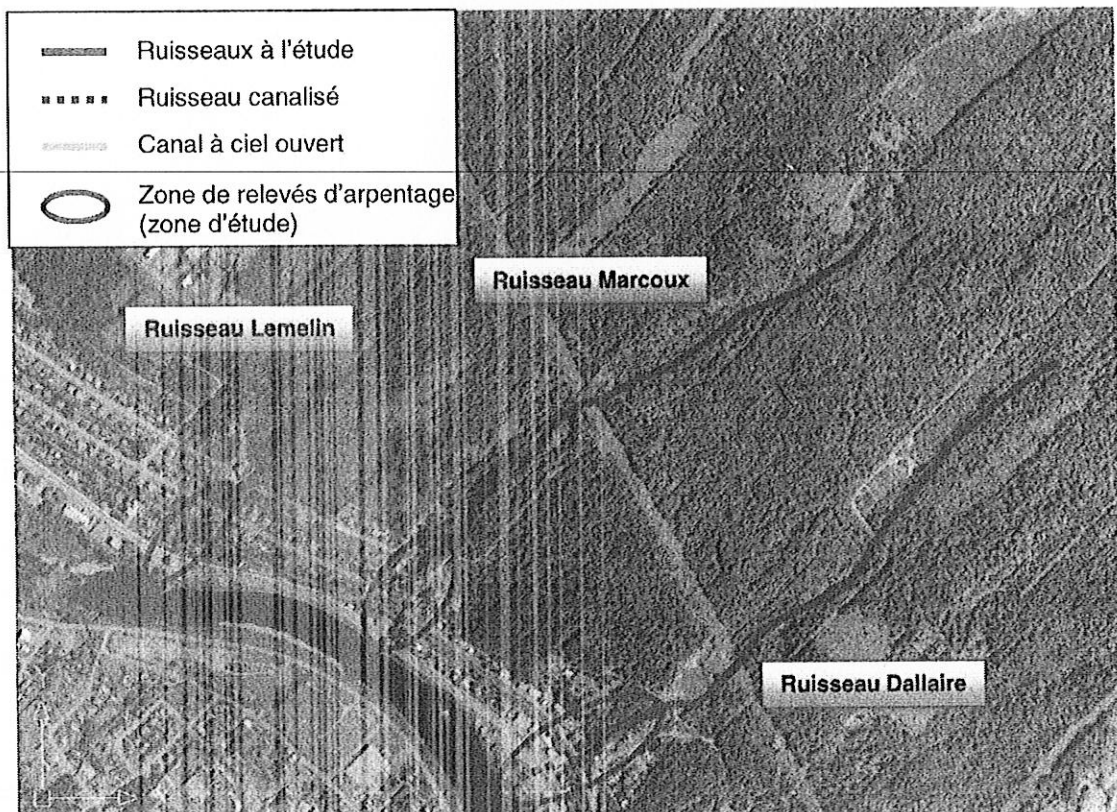 Ruisseaux à l'étude
Ruisseau canalisé
Canal à ciel ouvert
Zone de relevés d'arpentage
(zone d'étude)
Ruisseau Marcoux
Ruisseau Lemelin
Ruisseau Dallaire